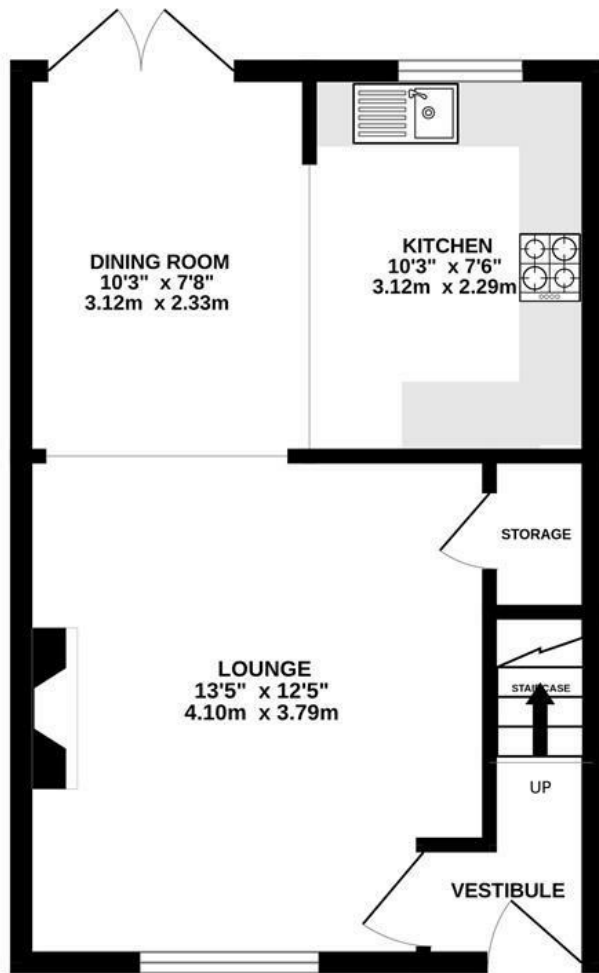 DINING ROOM
10'3" x 7'8"
3.12m x 2.33m
KITCHEN
10'3" x 7'6"
3.12m x 2.29m
STORAGE
LOUNGE
13'5" x 12'5"
4.10m x 3.79m
STAIRCASE
UP
VESTIBULE